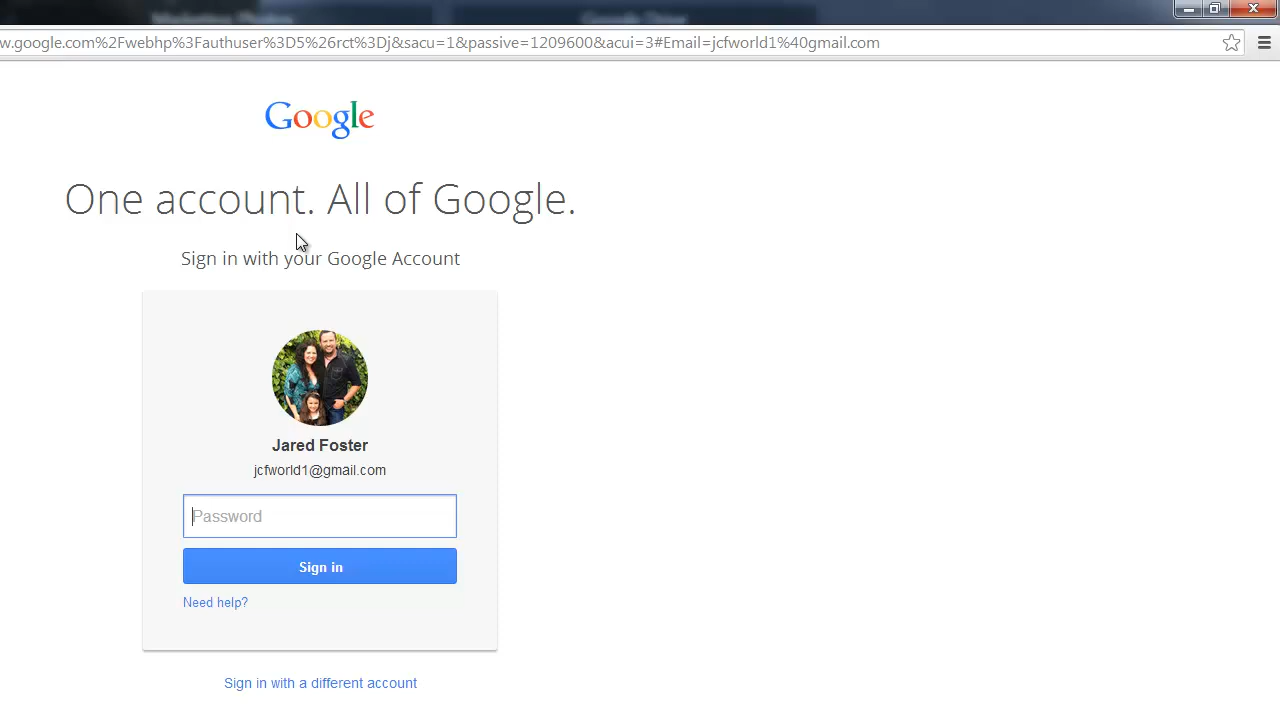 w.google.com%2Fwebhp%3Fauthuser%3D5%26rct%3Dj&sacu=1&passive=1209600&acui=3#Email=jcfworld1%40gmail.com
Google
One account. All of Google.
Sign in with your Google Account
Jared Foster
jcfworld1@gmail.com
Password
Sign in
Need help?
Sign in with a different account